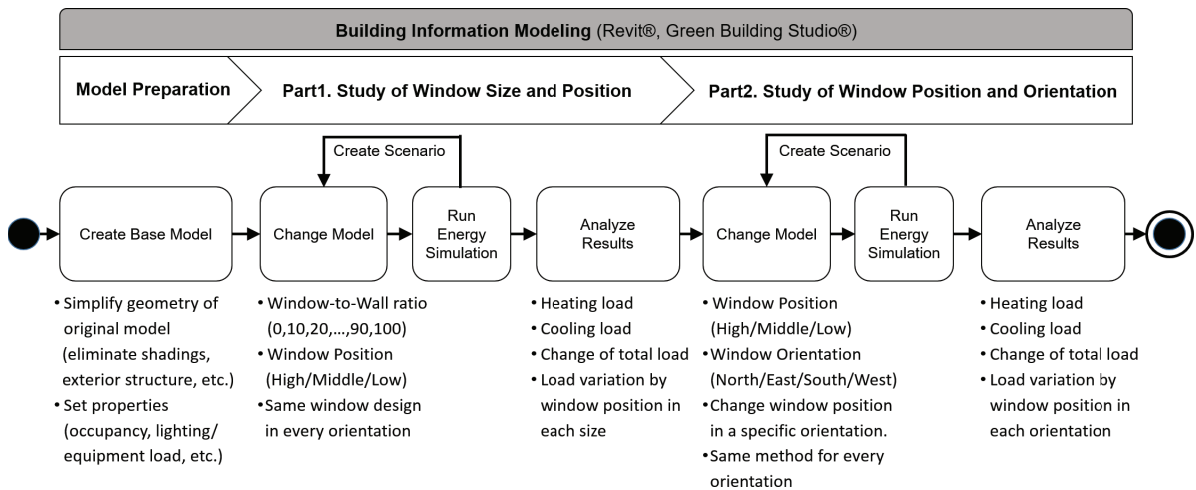 Building Information Modeling (Revit®, Green Building Studio®)
Model Preparation
Part1. Study of Window Size and Position
Part2. Study of Window Position and Orientation
Create Scenario
Create Scenario
Create Base Model
Change Model
Run
Energy
Simulation
Analyze
Results
Change Model
Run
Energy
Simulation
Analyze
Results
• Simplify geometry of
original model
(eliminate shadings,
exterior structure, etc.)
• Set properties
(occupancy, lighting/
equipment load, etc.)
• Window-to-Wall ratio
(0,10,20,…,90,100)
• Window Position
(High/Middle/Low)
•Same window design
in every orientation
• Heating load
• Cooling load
• Change of total load
• Load variation by
window position in
each size
• Window Position
(High/Middle/Low)
•Window Orientation
(North/East/South/West)
• Change window position
in a specific orientation.
•Same method for every
orientation
• Heating load
• Cooling load
• Change of total load
• Load variation by
window position in
each orientation